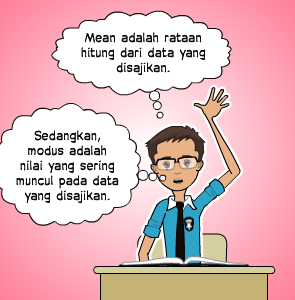 Mean adalah rataan
hitung dari data yang
disajikan.
Sedangkan,
modus adalah
nilai yang sering
muncul pada data
yang disajikan.